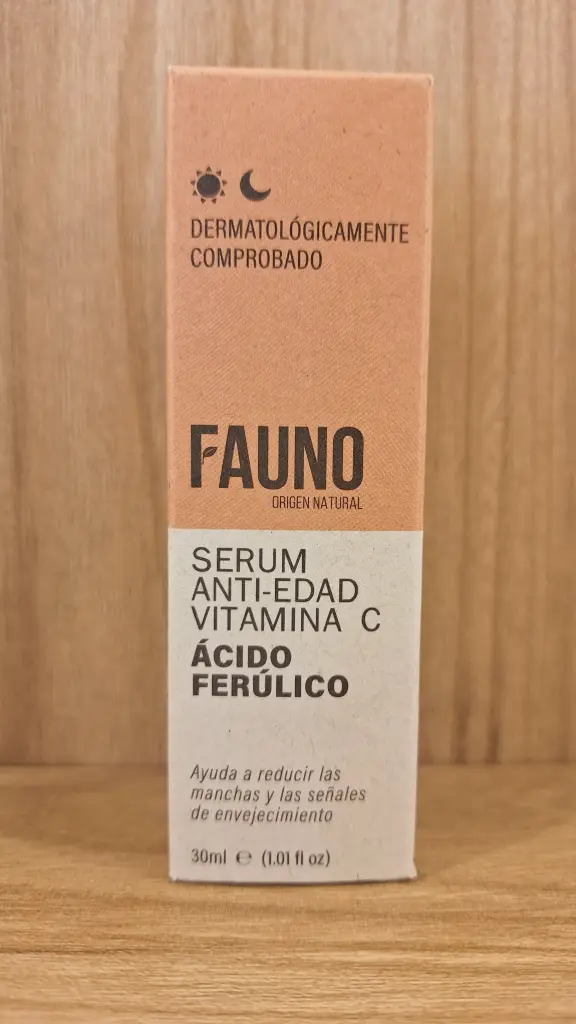 DERMATOLÓGICAMENTE
COMPROBADO
FAUNO
ORIGEN NATURAL
SERUM
ANTI-EDAD
VITAMINA C
ÁCIDO
FERÚLICO
Ayuda a reducir las
manchas y las señales
de envejecimiento
30ml ℮ (1.01 fl oz)